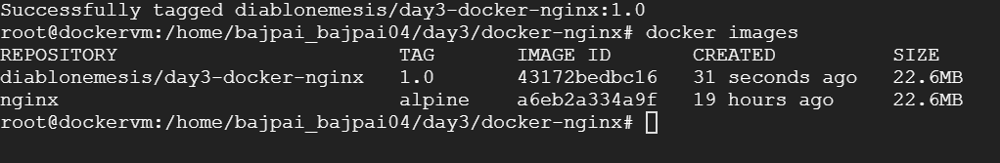 Successfully tagged diablonemesis/day3-docker-nginx:1.0
root@dockervm:/home/bajpai_bajpai04/day3/docker-nginx# docker images
REPOSITORY                        TAG       IMAGE ID       CREATED          SIZE
diablonemesis/day3-docker-nginx   1.0       43172bedbc16   31 seconds ago   22.6MB
nginx                             alpine    a6eb2a334a9f   19 hours ago     22.6MB
root@dockervm:/home/bajpai_bajpai04/day3/docker-nginx#